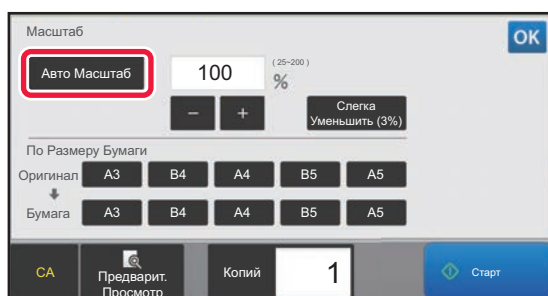 Масштаб
OK
Авто Масштаб
100
(25~200)
%
−
+
Слегка
Уменьшить (3%)
По Размеру Бумаги
Оригинал A3 B4 A4 B5 A5
Бумага A3 B4 A4 B5 A5
CA
Предварит.
Просмотр
Копий
1
Старт